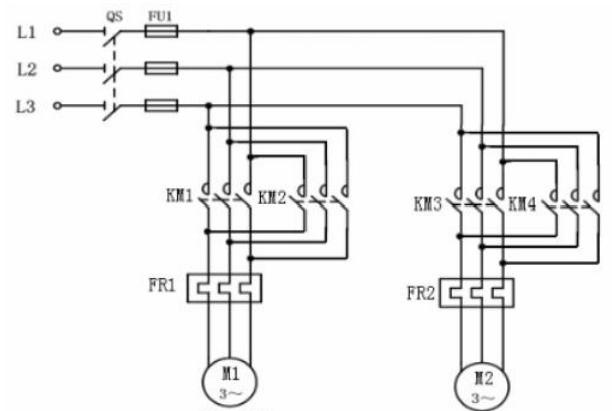 QS FU1
L1
L2
L3
KM1 KM2 KM3 KM4
FR1 FR2
M1 M2
3~ 3~